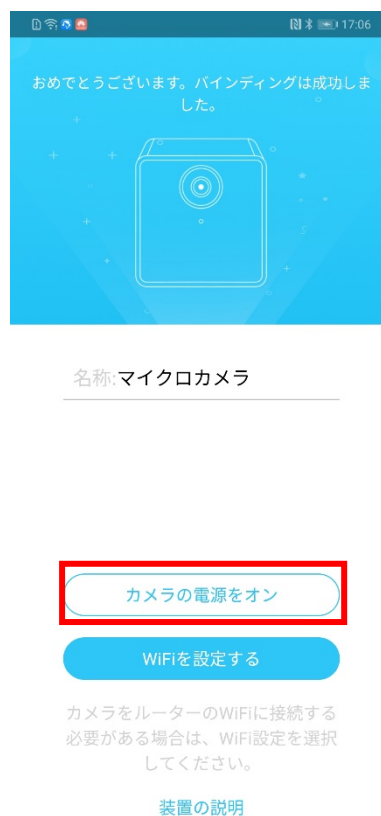 17:06
おめでとうございます。バインディングは成功しま
した。
名称:マイクロカメラ
カメラの電源をオン
WiFiを設定する
カメラをルーターのWiFiに接続する
必要がある場合は、WiFi設定を選択
してください。
装置の説明